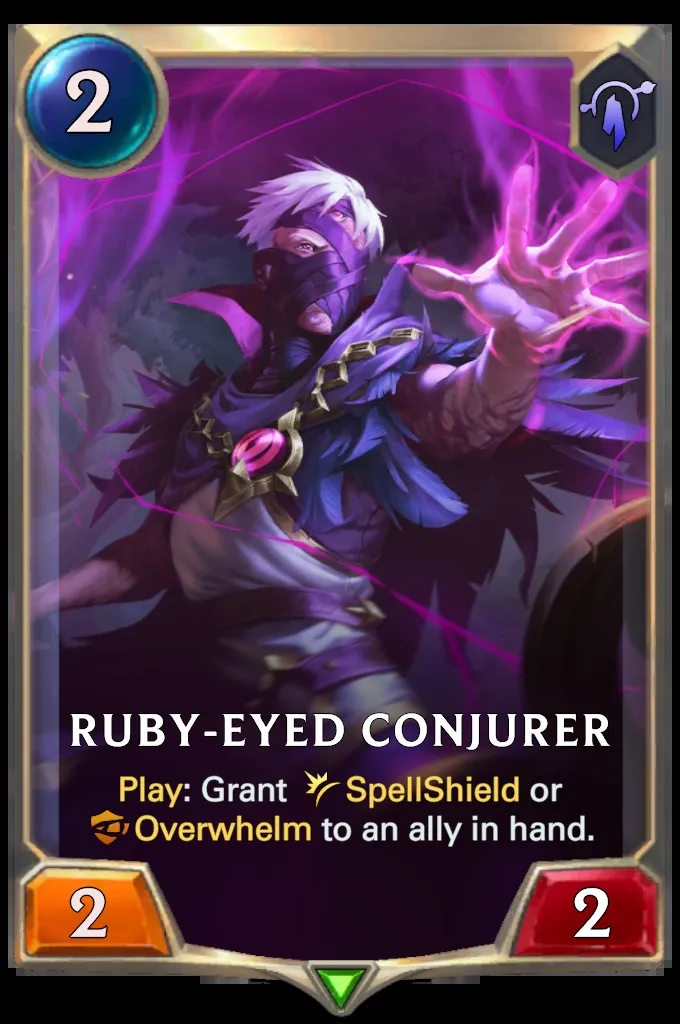 2
RUBY-EYED CONJURER
Play: Grant SpellShield or
Overwhelm to an ally in hand.
2
2